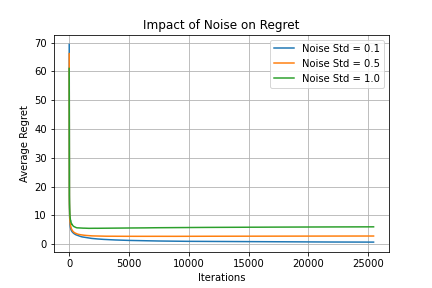 Impact of Noise on Regret
Noise Std = 0.1
Noise Std = 0.5
Noise Std = 1.0
Average Regret
70
60
50
40
30
20
10
0
0 5000 10000 15000 20000 25000
Iterations